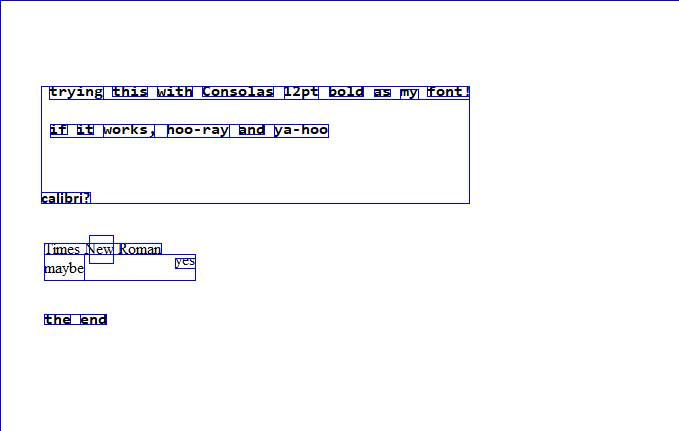 trying this with Consolas 12pt bold as my font!
if it works, hoo-ray and ya-hoo
calibri?
Times New Roman
maybe yes
the end